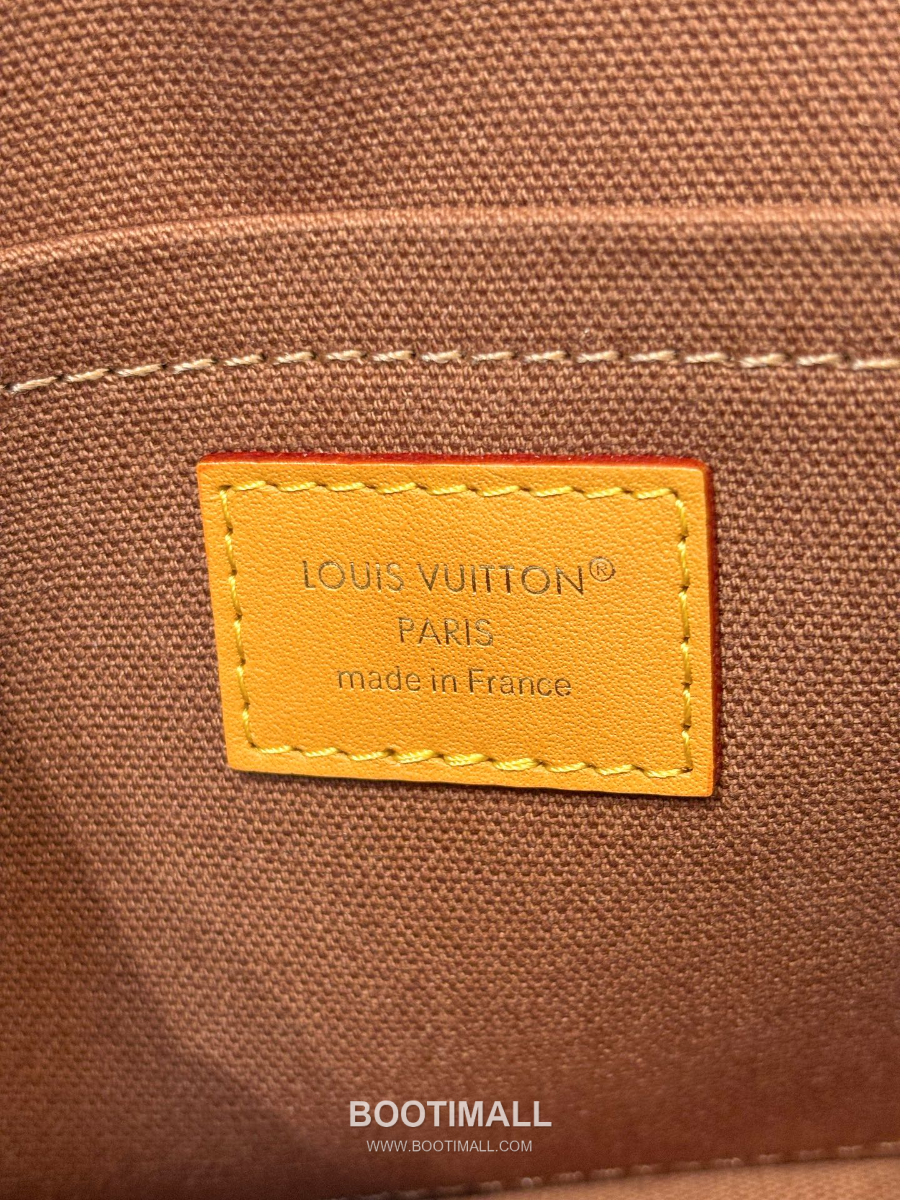 LOUIS VUITTON®
PARIS
made in France
BOOTIMALL
WWW.BOOTIMALL.COM